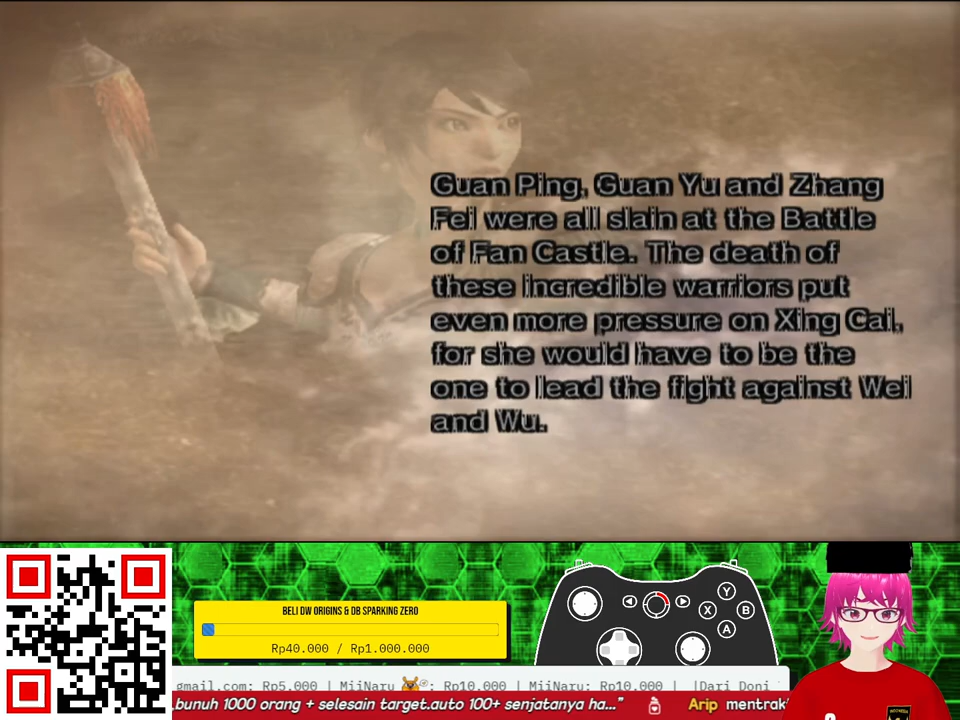 Guan Ping, Guan Yu and Zhang
Fei were all slain at the Battle
of Fan Castle. The death of
these incredible warriors put
even more pressure on Xing Cai,
for she would have to be the
one to lead the fight against Wei
and Wu.
BELI DW ORIGINS & DB SPARKING ZERO
Rp40.000 / Rp1.000.000
Y
X
B
A
gmail.com: Rp5.000 | MiiNaru : Rp10.000 | MiiNaru: Rp10.000 | |Dari Doni
.bunuh 1000 orang + selesain target.auto 100+ senjatanya ha..."
Arip mentrak